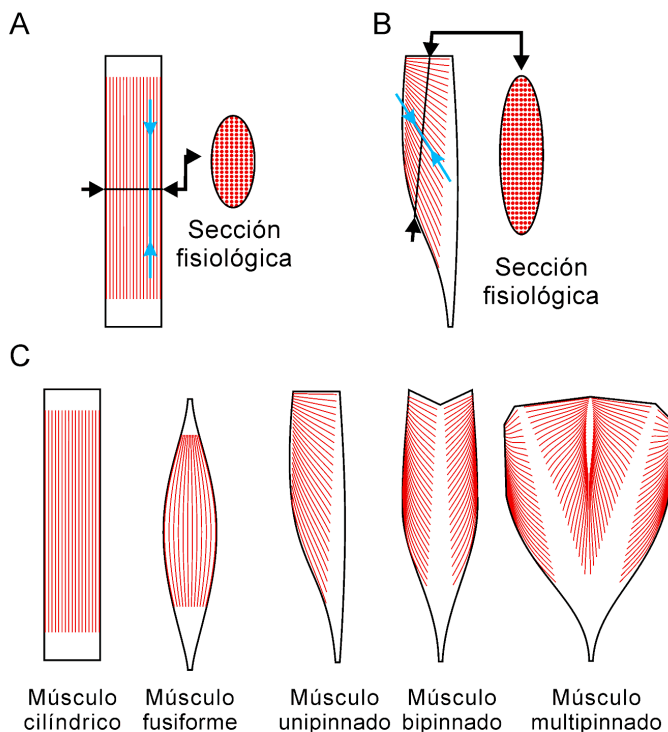 A
B
Sección
fisiológica
Sección
fisiológica
C
Músculo
cilíndrico
Músculo
fusiforme
Músculo
unipinnado
Músculo
bipinnado
Músculo
multipinnado